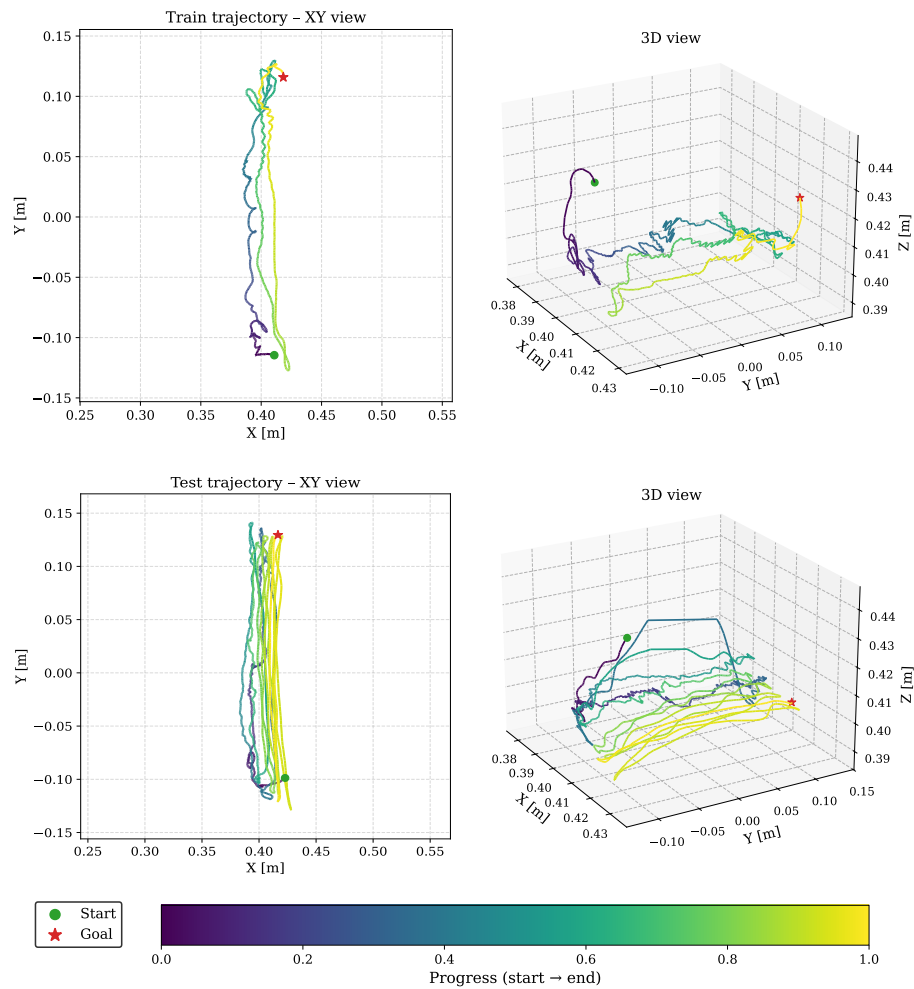 Train trajectory – XY view
0.15
0.10
0.05
0.00
−0.05
−0.10
−0.15
Y [m]
0.25 0.30 0.35 0.40 0.45 0.50 0.55
X [m]
3D view
0.44
0.43
0.42
0.41
0.40
0.39
Z [m]
0.38
0.39
0.40
0.41
0.42
0.43
X [m]
−0.10 −0.05 0.00 0.05 0.10
Y [m]
Test trajectory – XY view
0.15
0.10
0.05
0.00
−0.05
−0.10
−0.15
Y [m]
0.25 0.30 0.35 0.40 0.45 0.50 0.55
X [m]
3D view
0.44
0.43
0.42
0.41
0.40
0.39
Z [m]
0.38
0.39
0.40
0.41
0.42
0.43
X [m]
−0.10 −0.05 0.00 0.05 0.10 0.15
Y [m]
Start
Goal
0.0 0.2 0.4 0.6 0.8 1.0
Progress (start → end)